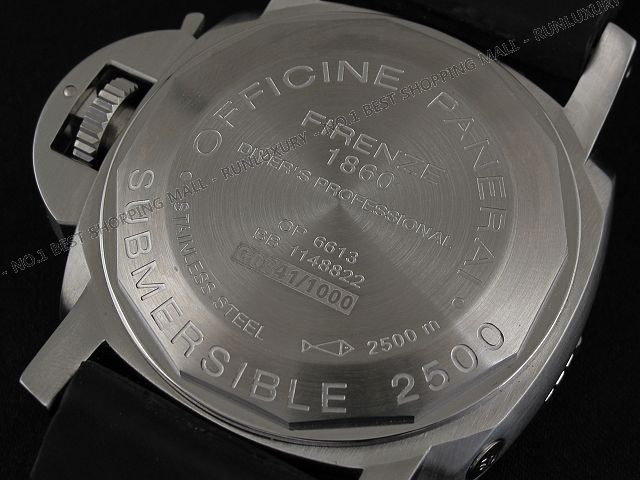 OFFICINE PANERAI
FIRENZE
1860
DIVER'S PROFESSIONAL
OP 6613
BB 1148822
41/1000
STAINLESS STEEL
2500 m
SUBMERSIBLE 2500
- NO.1 BEST SHOPPING MALL - RUNLUXURY - NO.1 BEST SHOPPING MALL - RUNLUXURY -